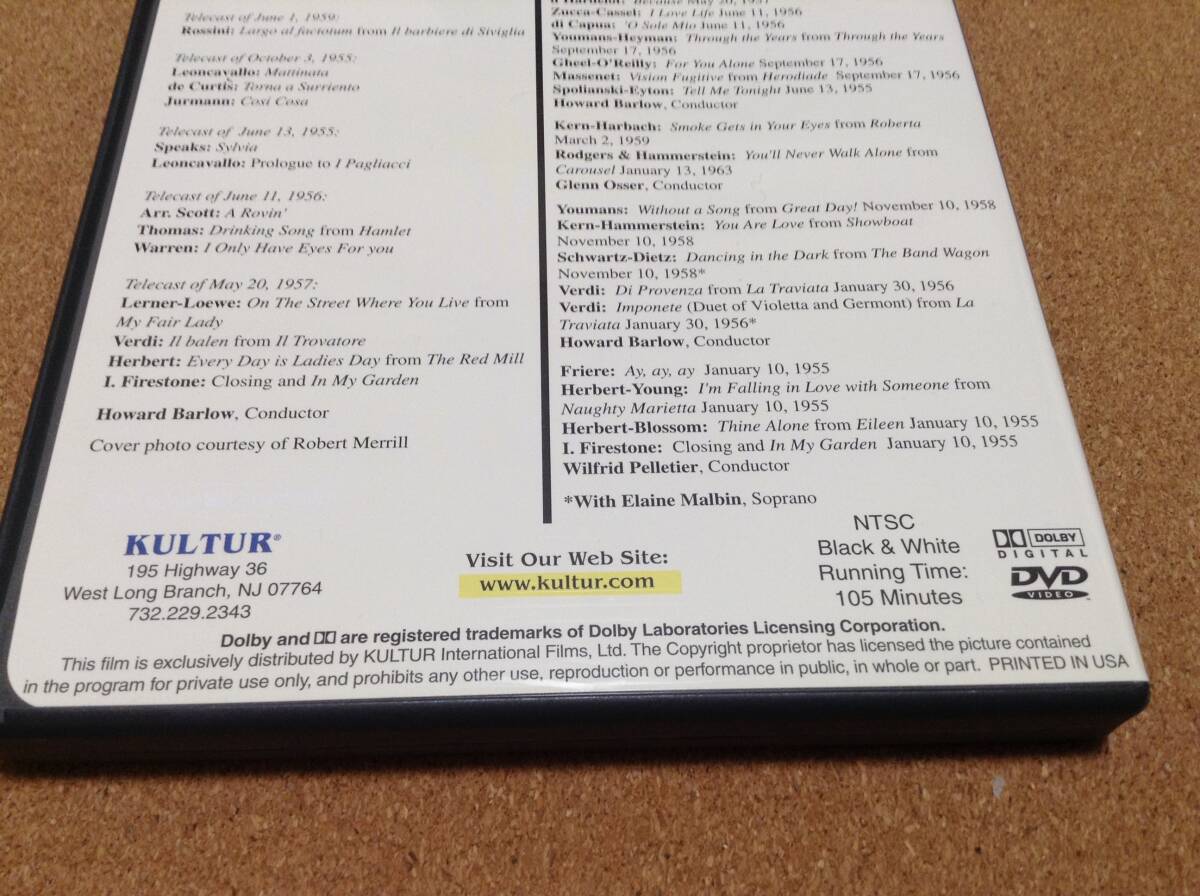 Telecast of June 1, 1959:
Rossini: Largo al factotum from Il barbiere di Siviglia
Telecast of October 3, 1955:
Leoncavallo: Mattinata
de Curtis: Torna a Surriento
Jurmann: Cosi Cosa
Telecast of June 13, 1955:
Speaks: Sylvia
Leoncavallo: Prologue to I Pagliacci
Telecast of June 11, 1956:
Arr. Scott: A Rovin'
Thomas: Drinking Song from Hamlet
Warren: I Only Have Eyes For you
Telecast of May 20, 1957:
Lerner-Loewe: On The Street Where You Live from
My Fair Lady
Verdi: Il balen from Il Trovatore
Herbert: Every Day is Ladies Day from The Red Mill
I. Firestone: Closing and In My Garden
Howard Barlow, Conductor
Cover photo courtesy of Robert Merrill
d'Hardelot: Because May 20, 1957
Zucca-Cassel: I Love Life June 11, 1956
di Capua: 'O Sole Mio June 11, 1956
Youmans-Heyman: Through the Years from Through the Years
September 17, 1956
Gheel-O'Reilly: For You Alone September 17, 1956
Massenet: Vision Fugitive from Herodiade September 17, 1956
Spolianski-Eyton: Tell Me Tonight June 13, 1955
Howard Barlow, Conductor
Kern-Harbach: Smoke Gets in Your Eyes from Roberta
March 2, 1959
Rodgers & Hammerstein: You'll Never Walk Alone from
Carousel January 13, 1963
Glenn Osser, Conductor
Youmans: Without a Song from Great Day! November 10, 1958
Kern-Hammerstein: You Are Love from Showboat
November 10, 1958
Schwartz-Dietz: Dancing in the Dark from The Band Wagon
November 10, 1958*
Verdi: Di Provenza from La Traviata January 30, 1956
Verdi: Imponete (Duet of Violetta and Germont) from La
Traviata January 30, 1956*
Howard Barlow, Conductor
Friere: Ay, ay, ay January 10, 1955
Herbert-Young: I'm Falling in Love with Someone from
Naughty Marietta January 10, 1955
Herbert-Blossom: Thine Alone from Eileen January 10, 1955
I. Firestone: Closing and In My Garden January 10, 1955
Wilfrid Pelletier, Conductor
*With Elaine Malbin, Soprano
KULTUR®
195 Highway 36
West Long Branch, NJ 07764
732.229.2343
Visit Our Web Site:
www.kultur.com
NTSC
Black & White
Running Time:
105 Minutes
DOLBY
DIGITAL
DVD
VIDEO
Dolby and are registered trademarks of Dolby Laboratories Licensing Corporation.
This film is exclusively distributed by KULTUR International Films, Ltd. The Copyright proprietor has licensed the picture contained
in the program for private use only, and prohibits any other use, reproduction or performance in public, in whole or part. PRINTED IN USA